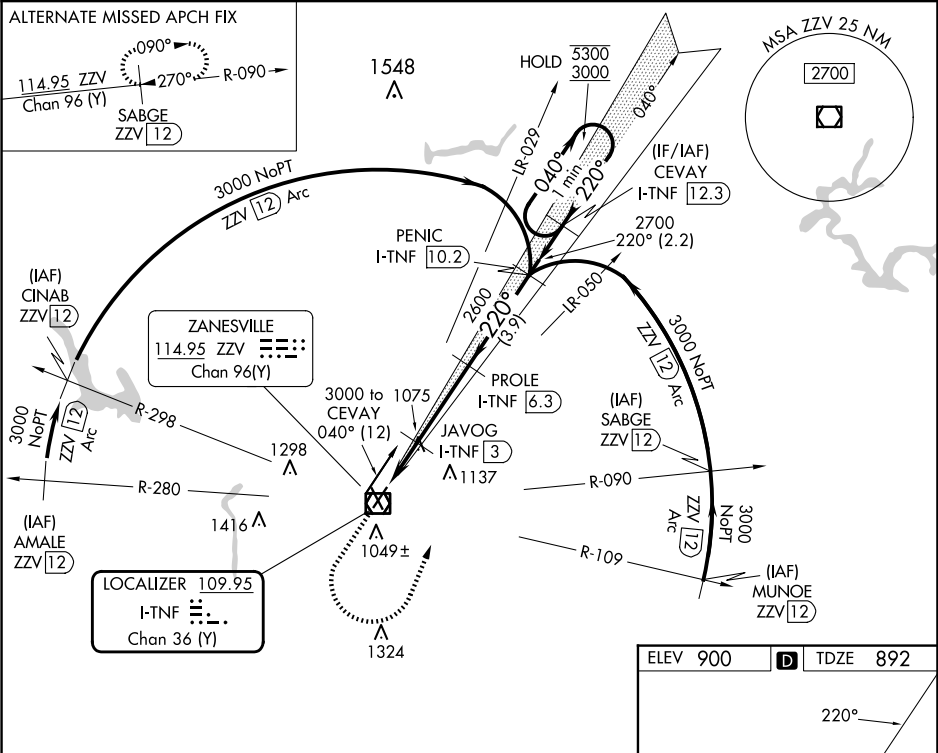 ALTERNATE MISSED APCH FIX
090°
114.95 ZZV
270°
R-090
Chan 96 (Y)
SABGE
ZZV 12
1548
HOLD 5300
3000
LR-029
040°
040°
1 min
220°
MSA ZZV 25 NM
2700
(IF/IAF)
CEVAY
I-TNF 12.3
2700
220° (2.2)
3000 NoPT
ZZV 12 Arc
PENIC
I-TNF 10.2
LR-050
2600
220°
(3.9)
(IAF)
CINAB
ZZV 12
ZANESVILLE
114.95 ZZV
Chan 96(Y)
3000 NoPT
ZZV 12 Arc
PROLE
I-TNF 6.3
3000
NoPT
ZZV 12
Arc
R-298
3000 to
CEVAY
040° (12)
1075
JAVOG
I-TNF 3
(IAF)
SABGE
ZZV 12
1298
1137
R-280
R-090
(IAF)
AMALE
ZZV 12
1416
1049±
R-109
ZZV 12
Arc
3000
NoPT
(IAF)
MUNOE
ZZV 12
LOCALIZER 109.95
I-TNF
Chan 36 (Y)
1324
ELEV 900
D
TDZE 892
220°